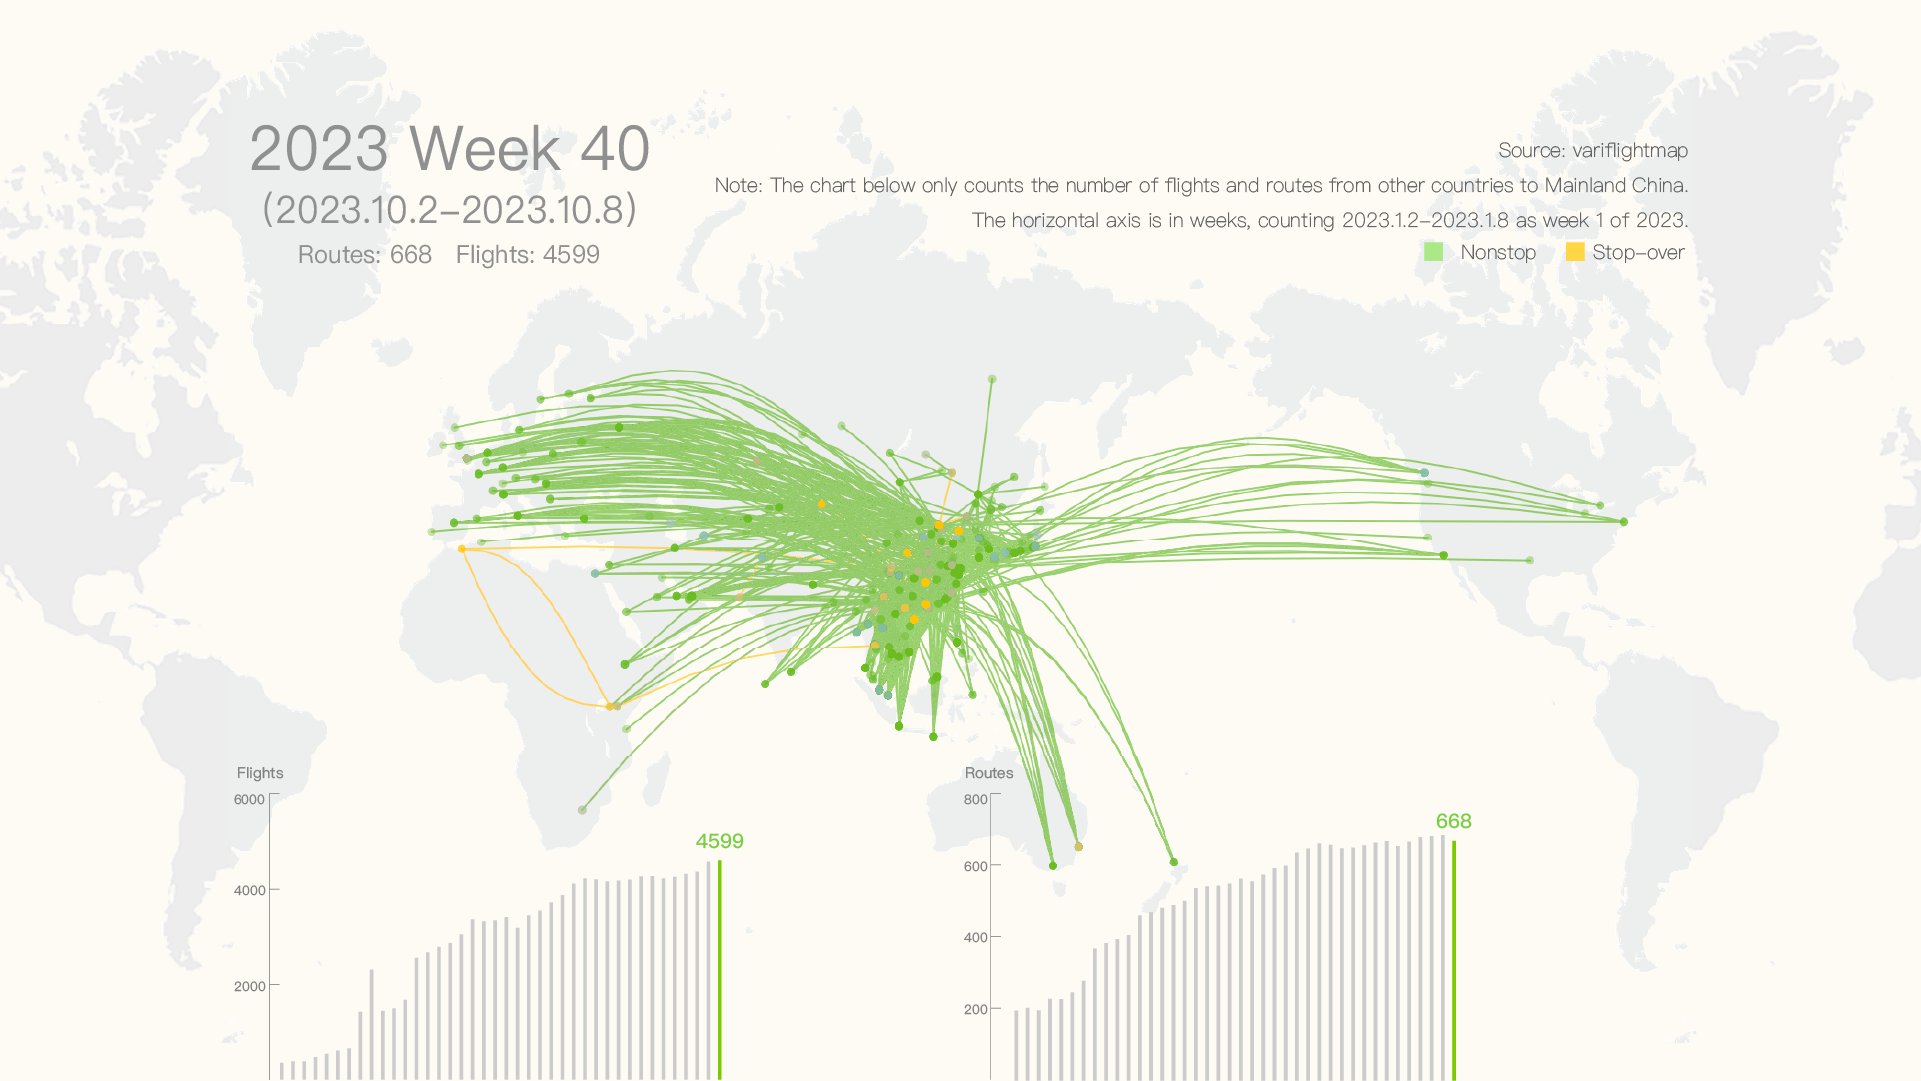 2023 Week 40
(2023.10.2–2023.10.8)
Routes: 668 Flights: 4599
Source: variflightmap
Note: The chart below only counts the number of flights and routes from other countries to Mainland China.
The horizontal axis is in weeks, counting 2023.1.2–2023.1.8 as week 1 of 2023.
Nonstop Stop–over
Flights
6000
4000
2000
4599
Routes
800
600
400
200
668